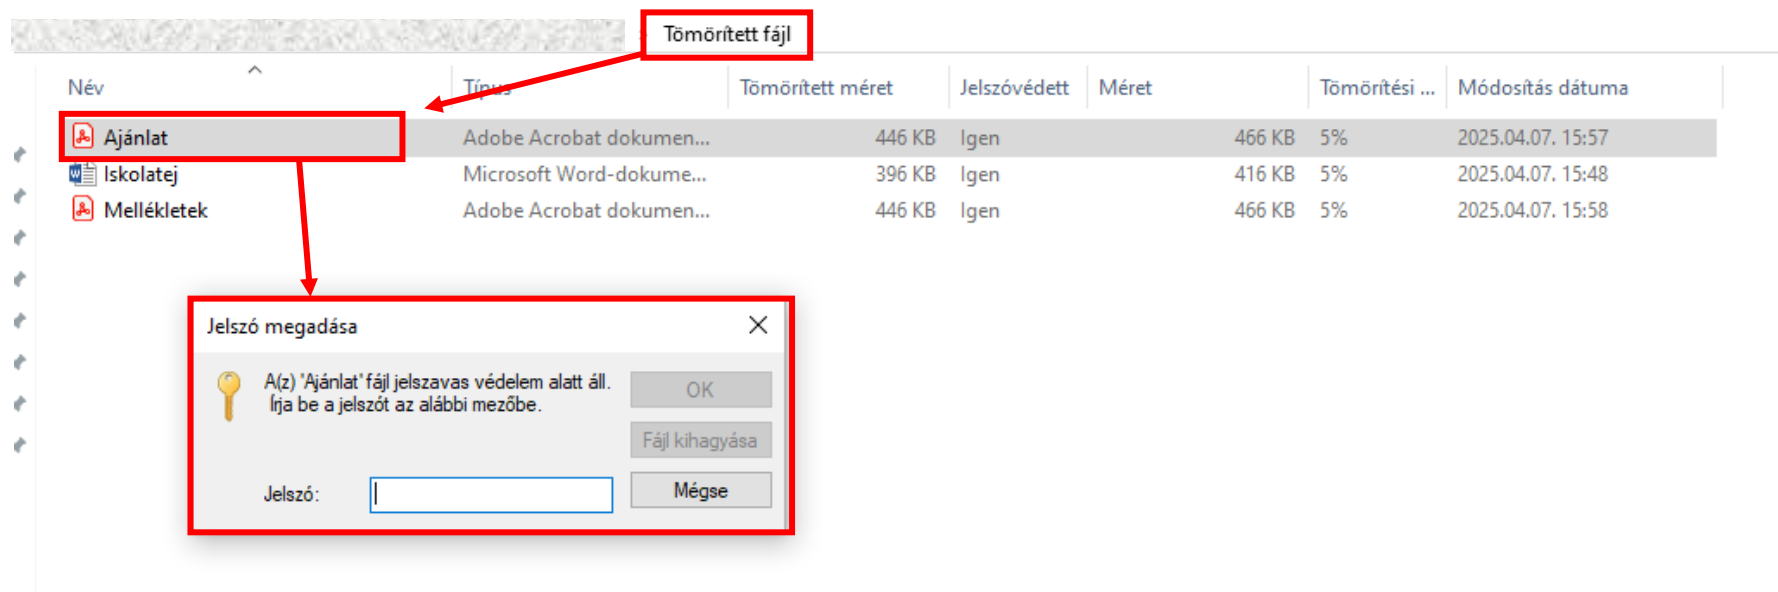 Tömörített fájl
Név Típus Tömörített méret Jelszóvédett Méret Tömörítési ... Módosítás dátuma
Ajánlat Adobe Acrobat dokumen... 446 KB Igen 466 KB 5% 2025.04.07. 15:57
Iskolatej Microsoft Word-dokume... 396 KB Igen 416 KB 5% 2025.04.07. 15:48
Mellékletek Adobe Acrobat dokumen... 446 KB Igen 466 KB 5% 2025.04.07. 15:58
Jelszó megadása
A(z) 'Ajánlat' fájl jelszavas védelem alatt áll.
Írja be a jelszót az alábbi mezőbe.
OK
Fájl kihagyása
Jelszó:
Mégse